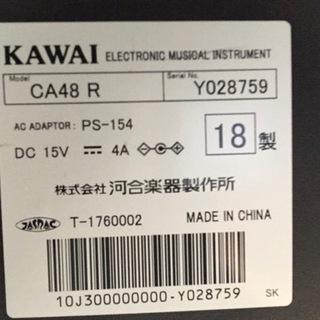 KAWAI ELECTRONIC MUSICAL INSTRUMENT
Model Serial No.
CA48 R Y028759
AC ADAPTOR: PS-154
DC 15V 4A
18 製
株式会社 河合楽器製作所
JASRAC T-1760002 MADE IN CHINA
10J300000000-Y028759 SK